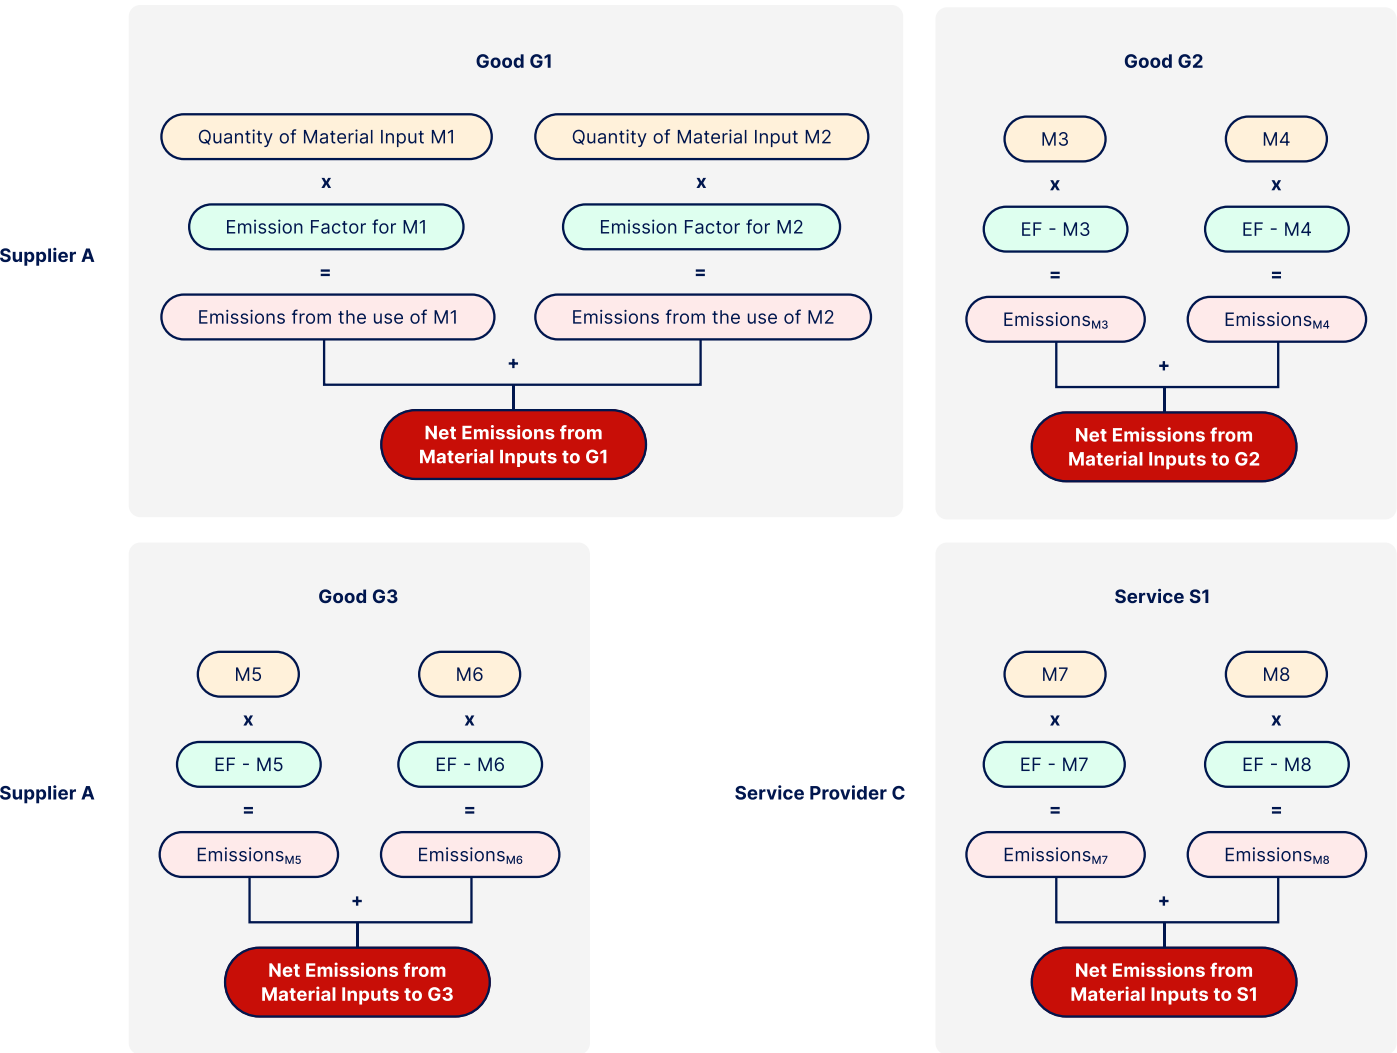 Good G1
Quantity of Material Input M1
Quantity of Material Input M2
x
x
Emission Factor for M1
Emission Factor for M2
=
=
Emissions from the use of M1
Emissions from the use of M2
+
Net Emissions from
Material Inputs to G1
Supplier A
Good G2
M3
M4
x
x
EF - M3
EF - M4
=
=
EmissionsM3
EmissionsM4
+
Net Emissions from
Material Inputs to G2
Good G3
M5
M6
x
x
EF - M5
EF - M6
=
=
EmissionsM5
EmissionsM6
+
Net Emissions from
Material Inputs to G3
Supplier A
Service Provider C
Service S1
M7
M8
x
x
EF - M7
EF - M8
=
=
EmissionsM7
EmissionsM8
+
Net Emissions from
Material Inputs to S1